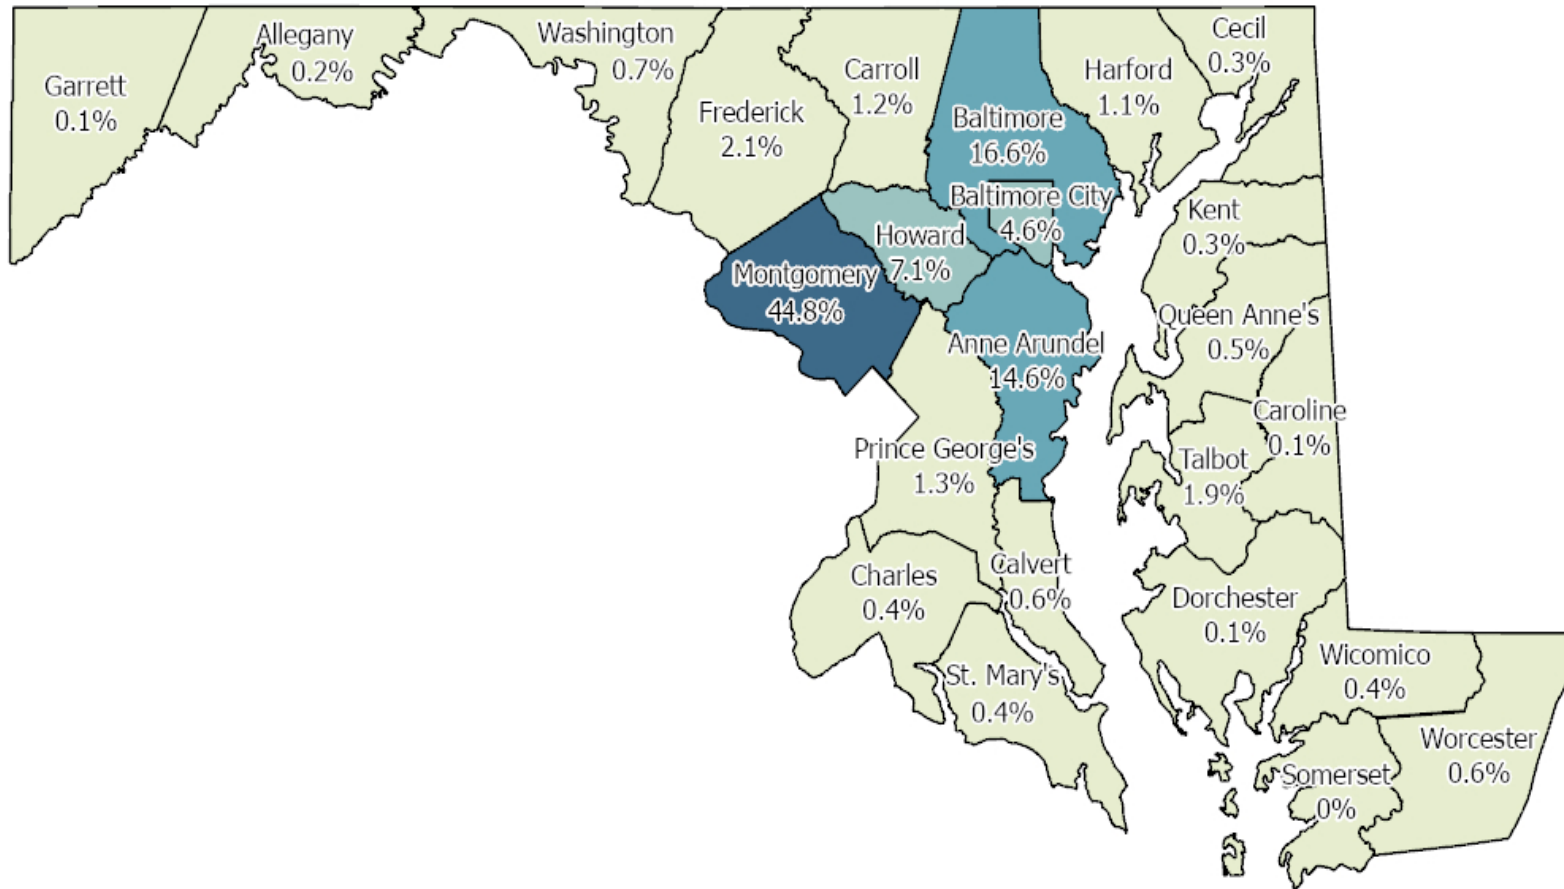 Garrett
0.1%
Allegany
0.2%
Washington
0.7%
Frederick
2.1%
Carroll
1.2%
Baltimore
16.6%
Harford
1.1%
Cecil
0.3%
Baltimore City
4.6%
Howard
7.1%
Montgomery
44.8%
Kent
0.3%
Queen Anne's
0.5%
Anne Arundel
14.6%
Caroline
0.1%
Prince George's
1.3%
Talbot
1.9%
Charles
0.4%
Calvert
0.6%
Dorchester
0.1%
St. Mary's
0.4%
Wicomico
0.4%
Worcester
0.6%
Somerset
0%